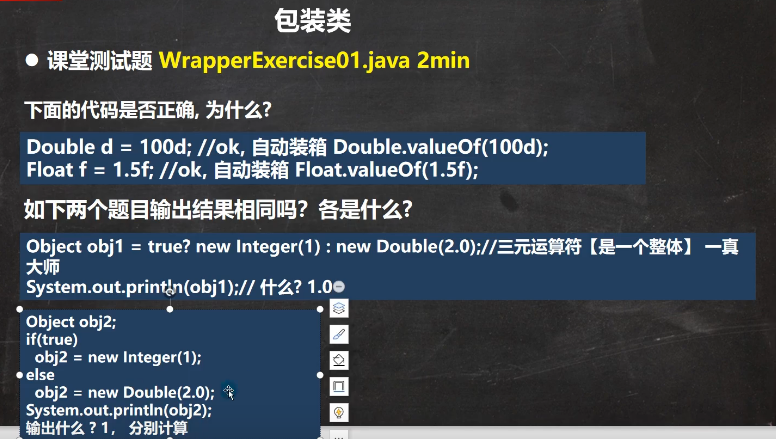 包装类
● 课堂测试题 WrapperExercise01.java 2min
下面的代码是否正确, 为什么?
Double d = 100d; //ok, 自动装箱 Double.valueOf(100d);
Float f = 1.5f; //ok, 自动装箱 Float.valueOf(1.5f);
如下两个题目输出结果相同吗? 各是什么?
Object obj1 = true? new Integer(1) : new Double(2.0);//三元运算符【是一个整体】 一真
大师
System.out.println(obj1);// 什么? 1.0
Object obj2;
if(true)
obj2 = new Integer(1);
else
obj2 = new Double(2.0);
System.out.println(obj2);
输出什么 ? 1， 分别计算